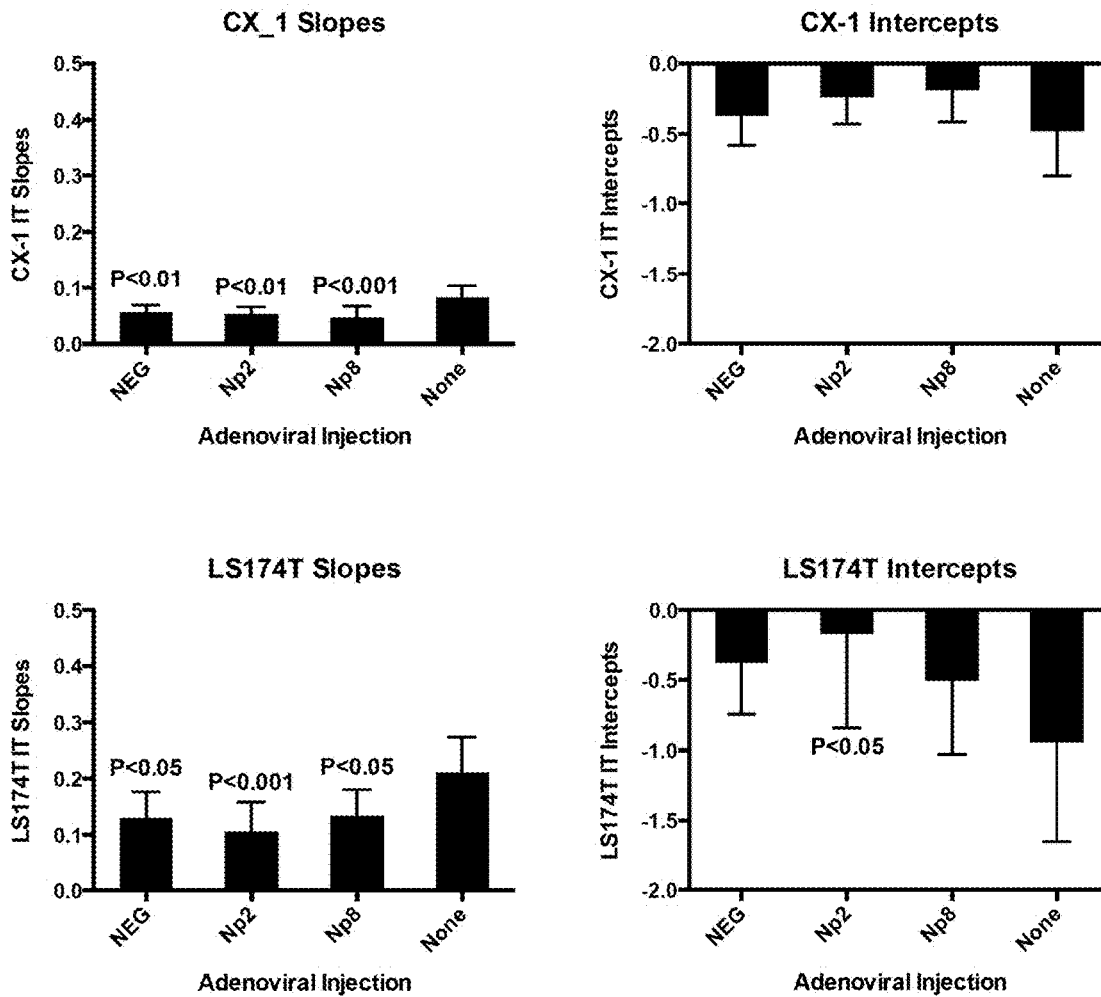 CX_1 Slopes
CX-1 IT Slopes
0.5
0.4
0.3
0.2
0.1
0.0
P<0.01
P<0.01
P<0.001
NEG
Np2
Np8
None
Adenoviral Injection
CX-1 Intercepts
CX-1 IT Intercepts
0.0
-0.5
-1.0
-1.5
-2.0
NEG
Np2
Np8
None
Adenoviral Injection
LS174T Slopes
LS174T IT Slopes
0.5
0.4
0.3
0.2
0.1
0.0
P<0.05
P<0.001
P<0.05
NEG
Np2
Np8
None
Adenoviral Injection
LS174T Intercepts
LS174T IT Intercepts
0.0
-0.5
-1.0
-1.5
-2.0
P<0.05
NEG
Np2
Np8
None
Adenoviral Injection